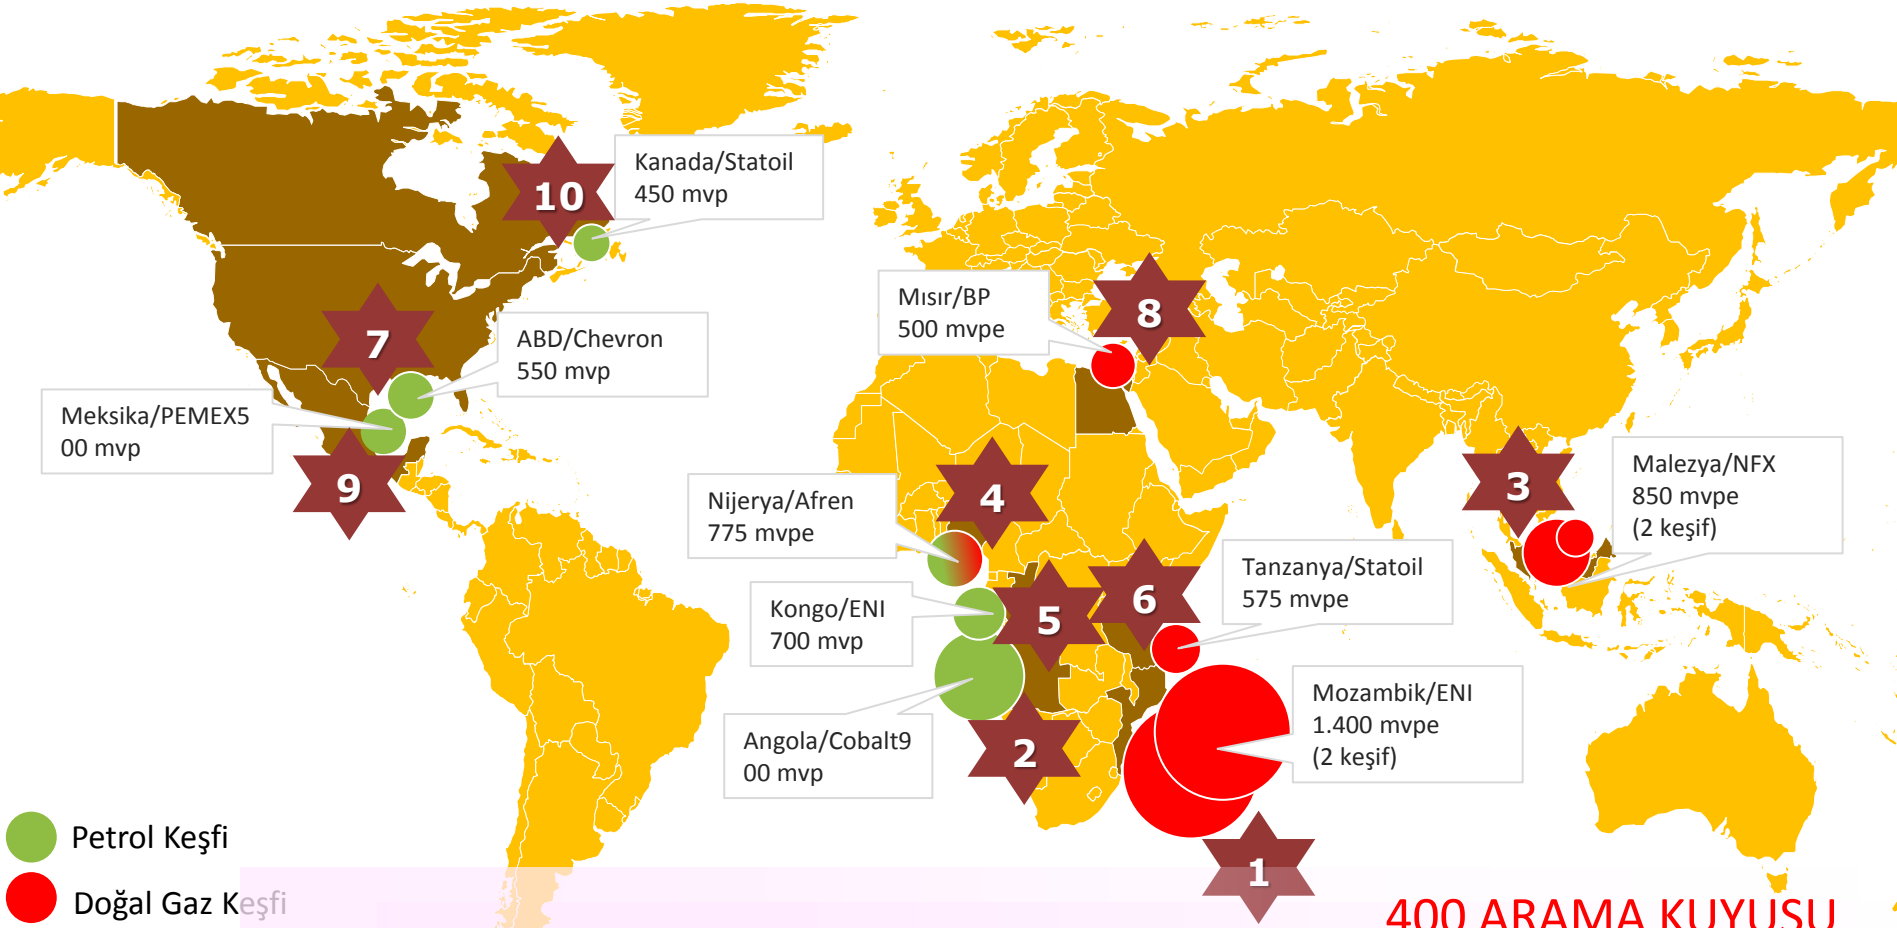 Kanada/Statoil
450 mvp
10
Mısır/BP
500 mvpe
8
7
ABD/Chevron
550 mvp
Meksika/PEMEX5
00 mvp
9
Nijerya/Afren
775 mvpe
4
3
Malezya/NFX
850 mvpe
(2 keşif)
Kongo/ENI
700 mvp
5
6
Tanzanya/Statoil
575 mvpe
Angola/Cobalt9
00 mvp
2
Mozambik/ENI
1.400 mvpe
(2 keşif)
1
Petrol Keşfi
Doğal Gaz Keşfi
400 ARAMA KUYUSU